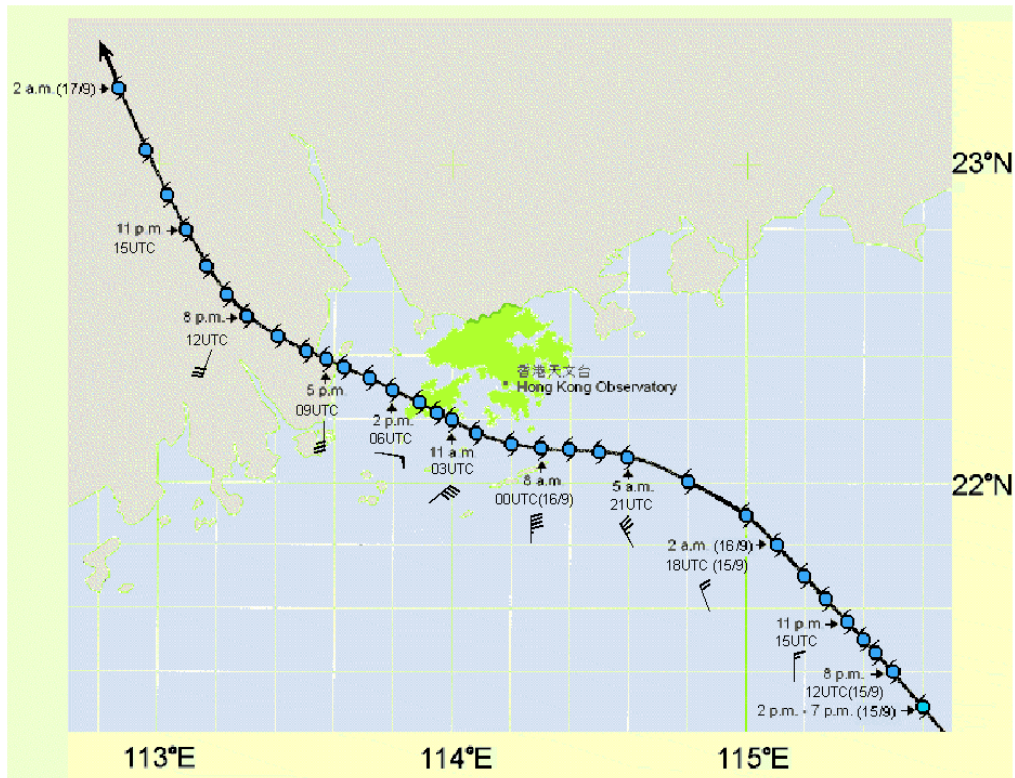 2 a.m.(17/9)
23°N
11 p.m
15UTC
8 p.m.
12UTC
香港天文台
Hong Kong Observatory
5 p.m.
09UTC
2 p.m.
06UTC
11 a.m.
03UTC
8 a.m.
00UTC(16/9)
5 a.m.
21UTC
22°N
2 a.m. (16/9)
18UTC (15/9)
11 p.m
15UTC
8 p.m.
12UTC(15/9)
2 p.m. - 7 p.m. (15/9)
113°E
114°E
115°E